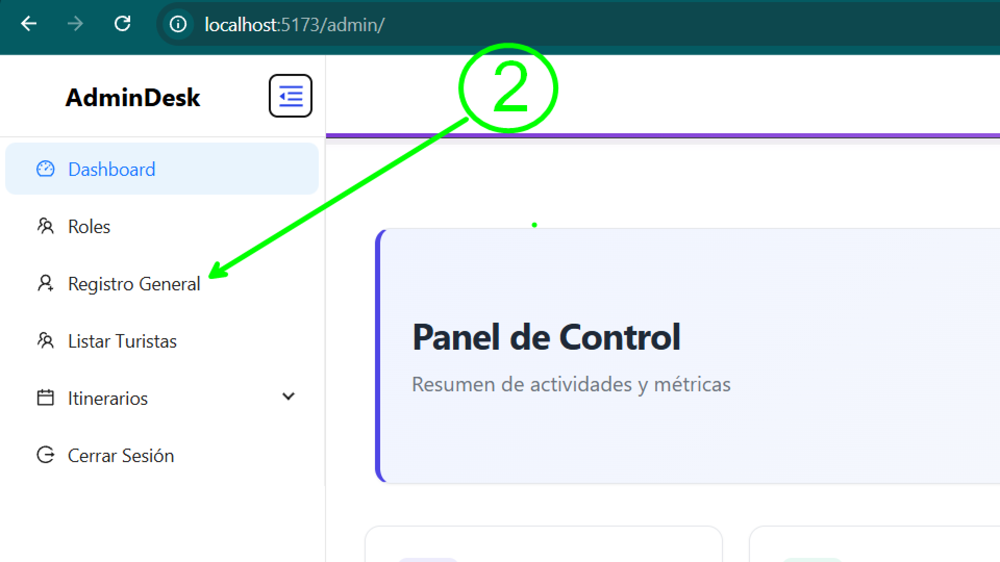 localhost:5173/admin/
2
AdminDesk
Dashboard
Roles
Registro General
Listar Turistas
Itinerarios
Cerrar Sesión
Panel de Control
Resumen de actividades y métricas